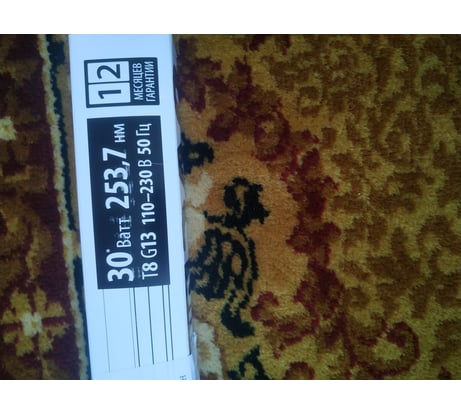 12
МЕСЯЦЕВ
ГАРАНТИИ
30* Ватт 253,7 нм
T8 G13 110–230 В 50 Гц